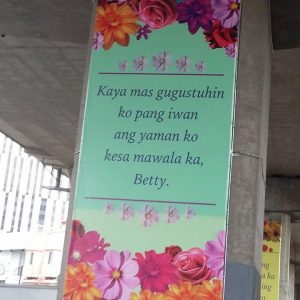 Kaya mas gugustuhin
ko pang iwan
ang yaman ko
kesa mawala ka,
Betty.